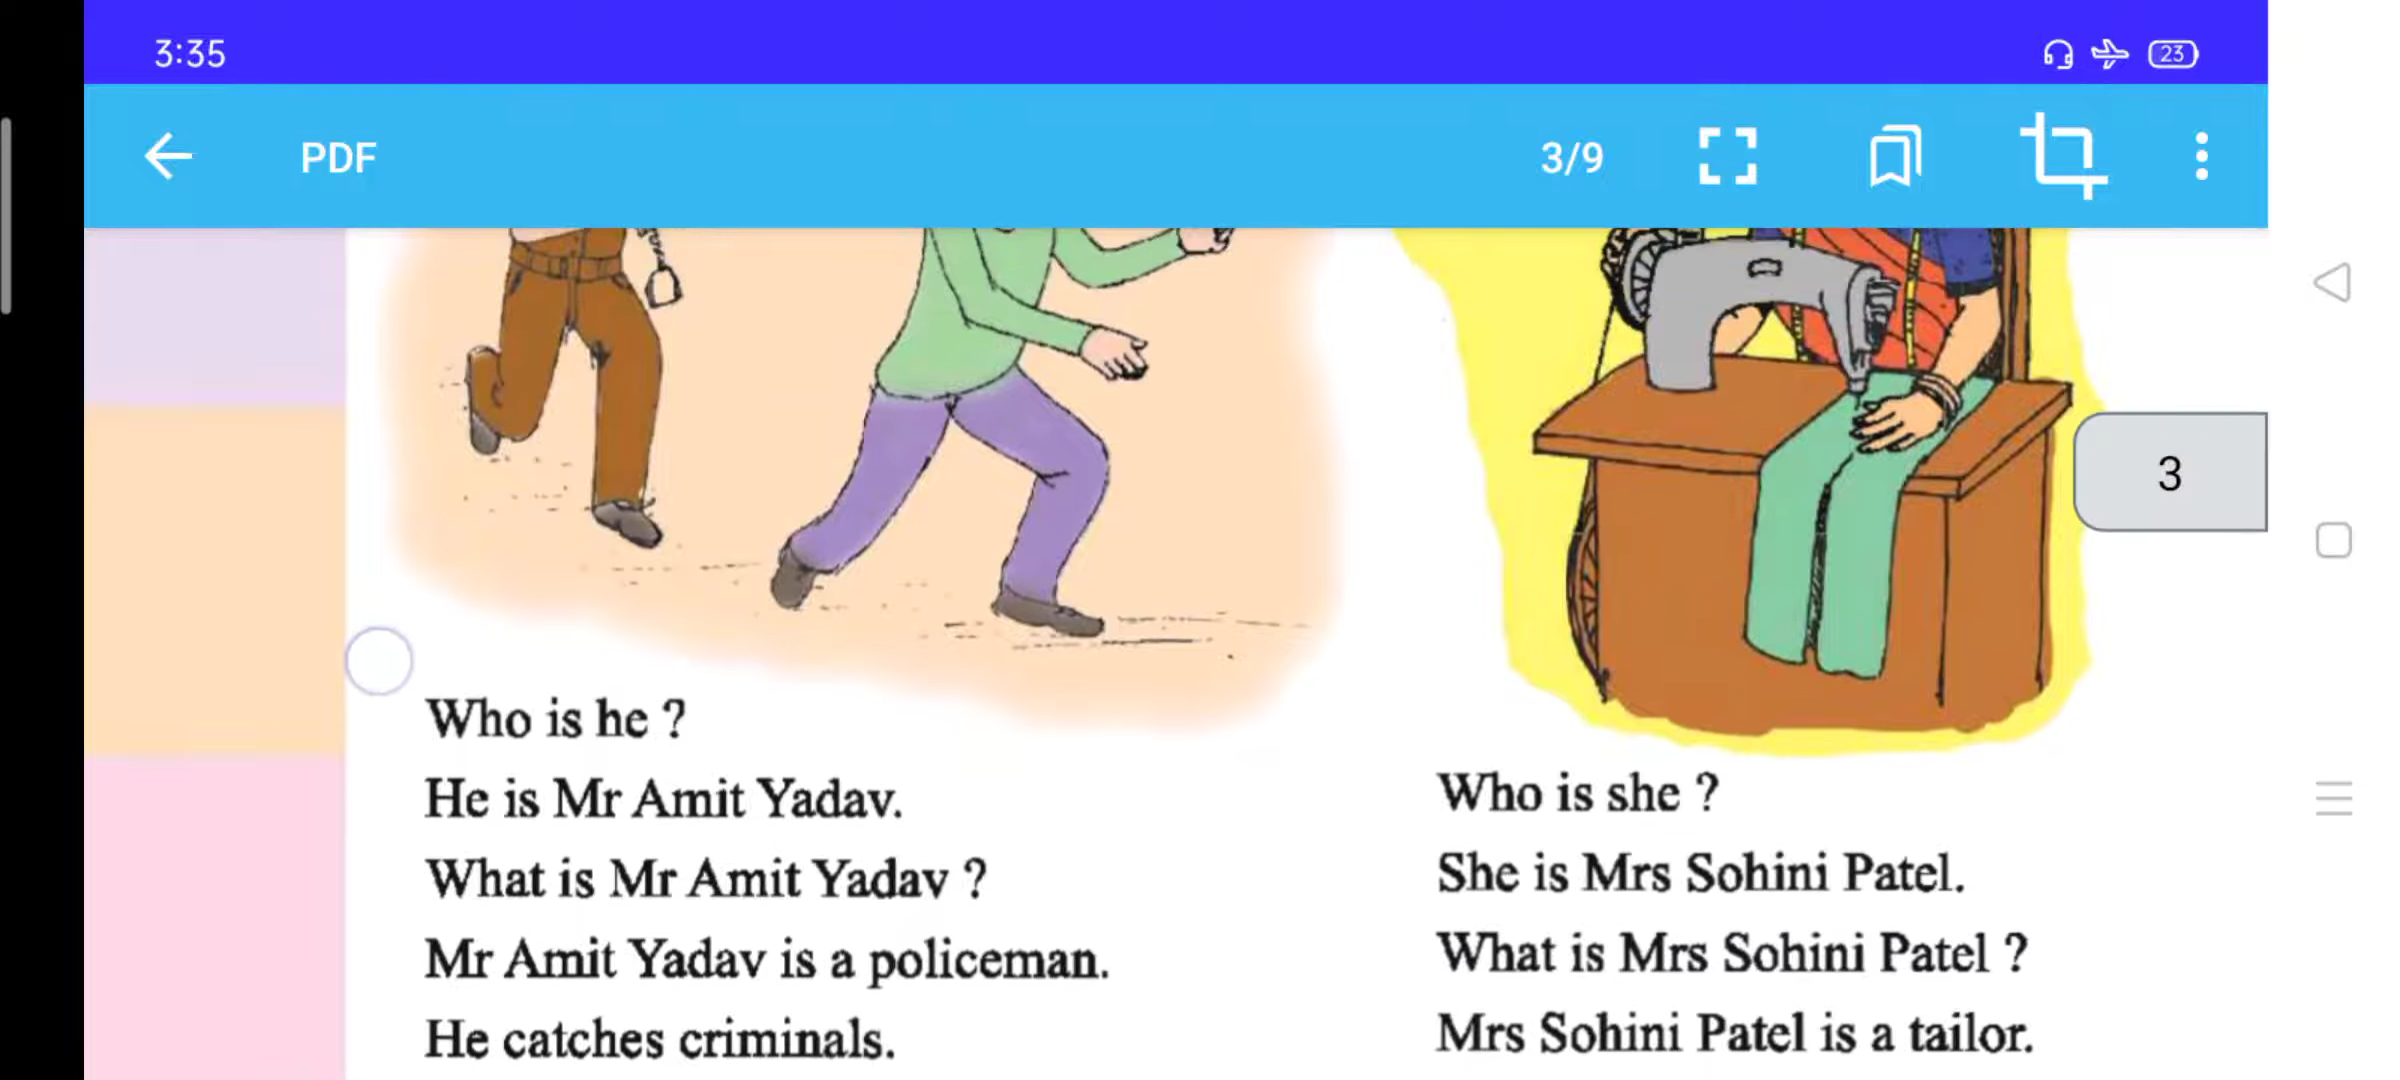 3:35
23
PDF
3/9
3
Who is he ?
He is Mr Amit Yadav.
What is Mr Amit Yadav ?
Mr Amit Yadav is a policeman.
He catches criminals.
Who is she ?
She is Mrs Sohini Patel.
What is Mrs Sohini Patel ?
Mrs Sohini Patel is a tailor.